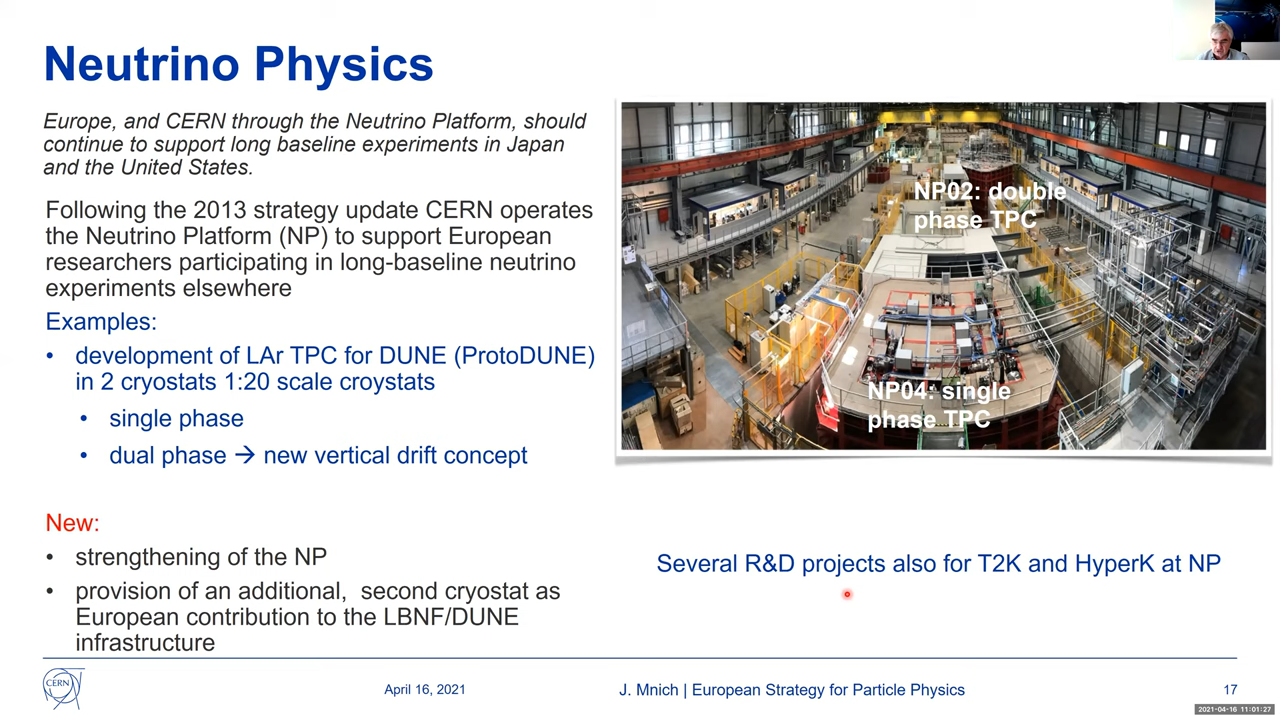 Neutrino Physics
Europe, and CERN through the Neutrino Platform, should
continue to support long baseline experiments in Japan
and the United States.
Following the 2013 strategy update CERN operates
the Neutrino Platform (NP) to support European
researchers participating in long-baseline neutrino
experiments elsewhere
Examples:
• development of LAr TPC for DUNE (ProtoDUNE)
in 2 cryostats 1:20 scale croystats
• single phase
• dual phase → new vertical drift concept
New:
• strengthening of the NP
• provision of an additional, second cryostat as
European contribution to the LBNF/DUNE
infrastructure
NP02: double
phase TPC
NP04: single
phase TPC
Several R&D projects also for T2K and HyperK at NP
CERN
April 16, 2021
J. Mnich | European Strategy for Particle Physics
17
2021-04-16 11:01:27